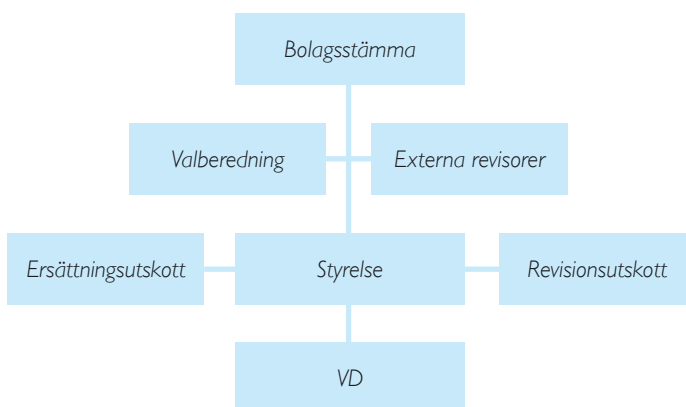 Bolagsstämma
Valberedning
Externa revisorer
Ersättningsutskott
Styrelse
Revisionsutskott
VD